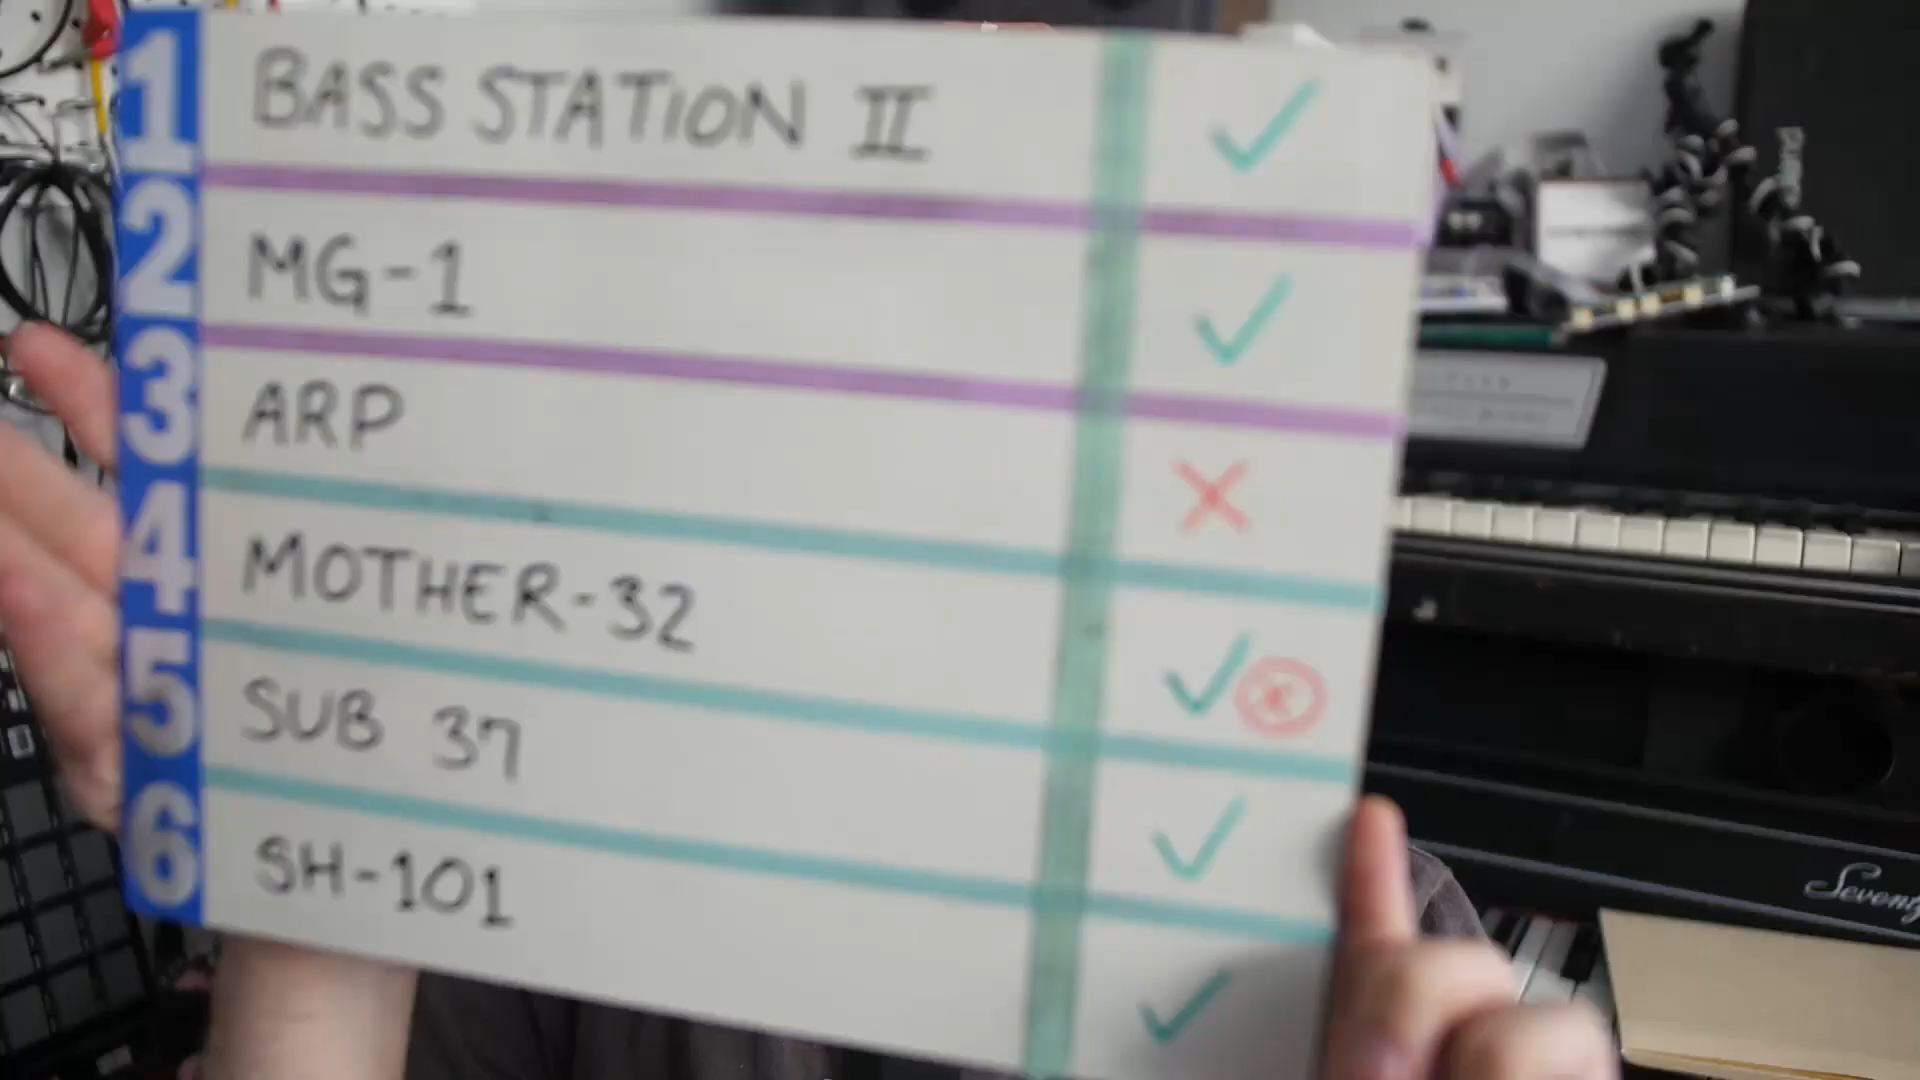 1 BASS STATION II ✓
2 MG-1 ✓
3 ARP ✗
4 MOTHER-32 ✓
5 SUB 37 ✓
6 SH-101 ✓